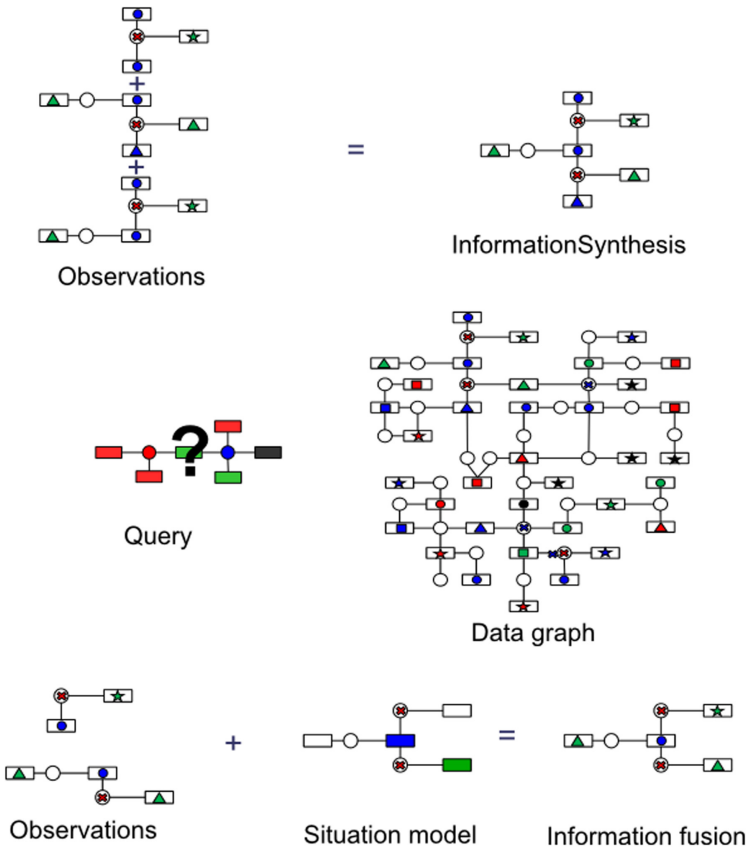 +
+
=
Observations
InformationSynthesis
?
Query
Data graph
+
=
Observations
Situation model
Information fusion